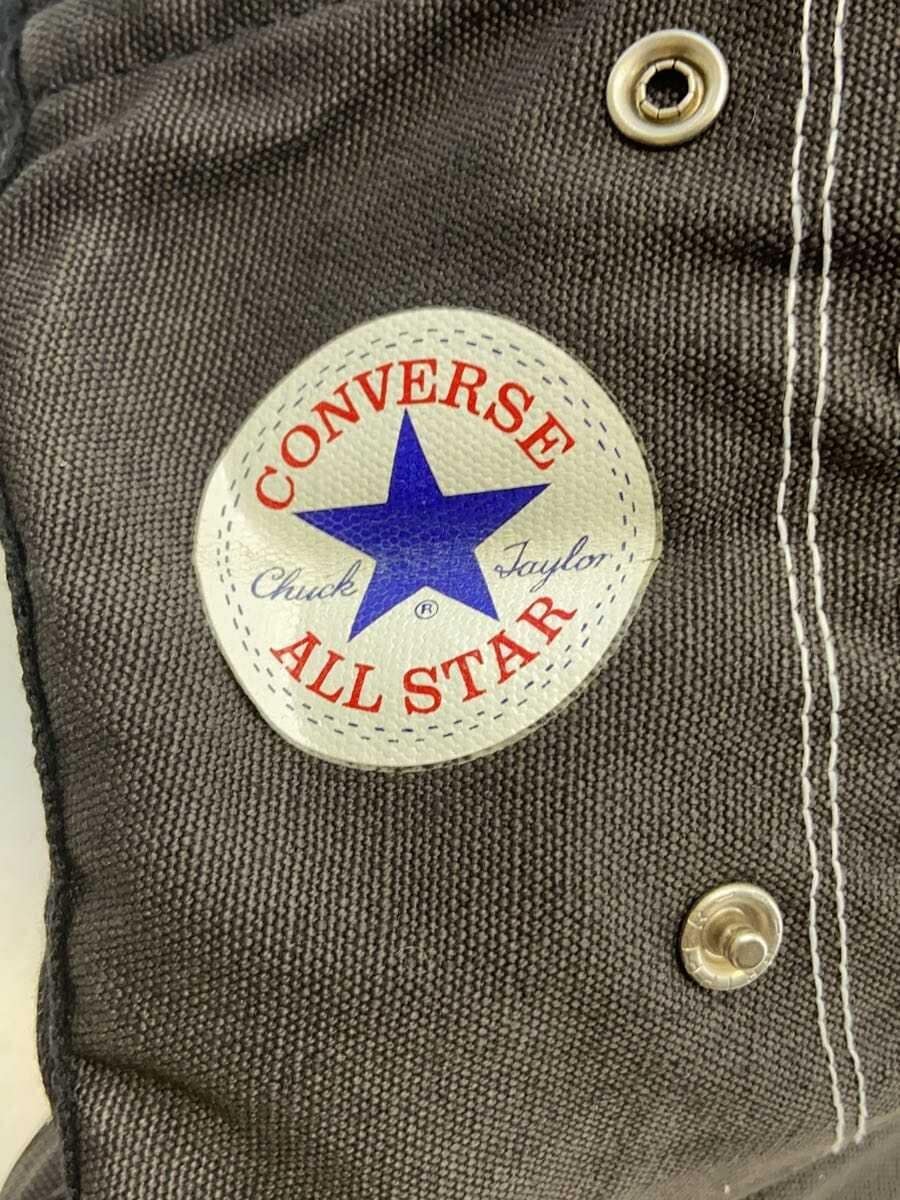 CONVERSE
Chuck Taylor
®
ALL STAR